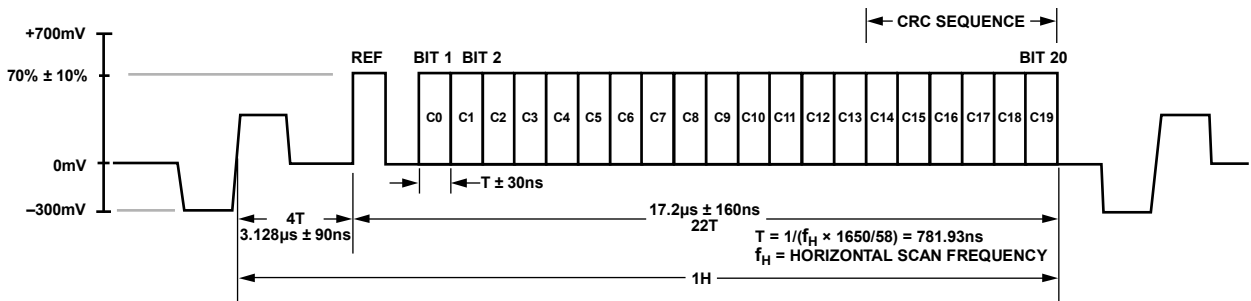 CRC SEQUENCE
+700mV
REF
BIT 1
BIT 2
BIT 20
70% ± 10%
C0
C1
C2
C3
C4
C5
C6
C7
C8
C9
C10
C11
C12
C13
C14
C15
C16
C17
C18
C19
0mV
T ± 30ns
–300mV
4T
3.128µs ± 90ns
17.2µs ± 160ns
22T
T = 1/(fH × 1650/58) = 781.93ns
fH = HORIZONTAL SCAN FREQUENCY
1H